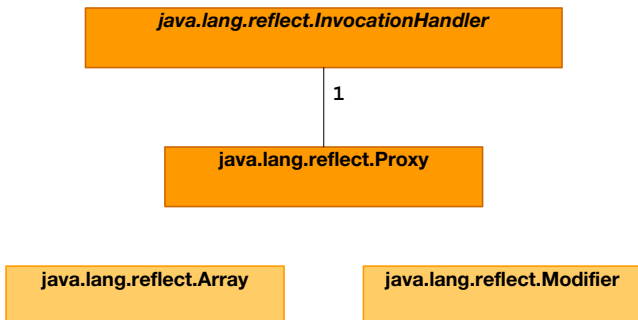 java.lang.reflect.InvocationHandler
1
java.lang.reflect.Proxy
java.lang.reflect.Array
java.lang.reflect.Modifier